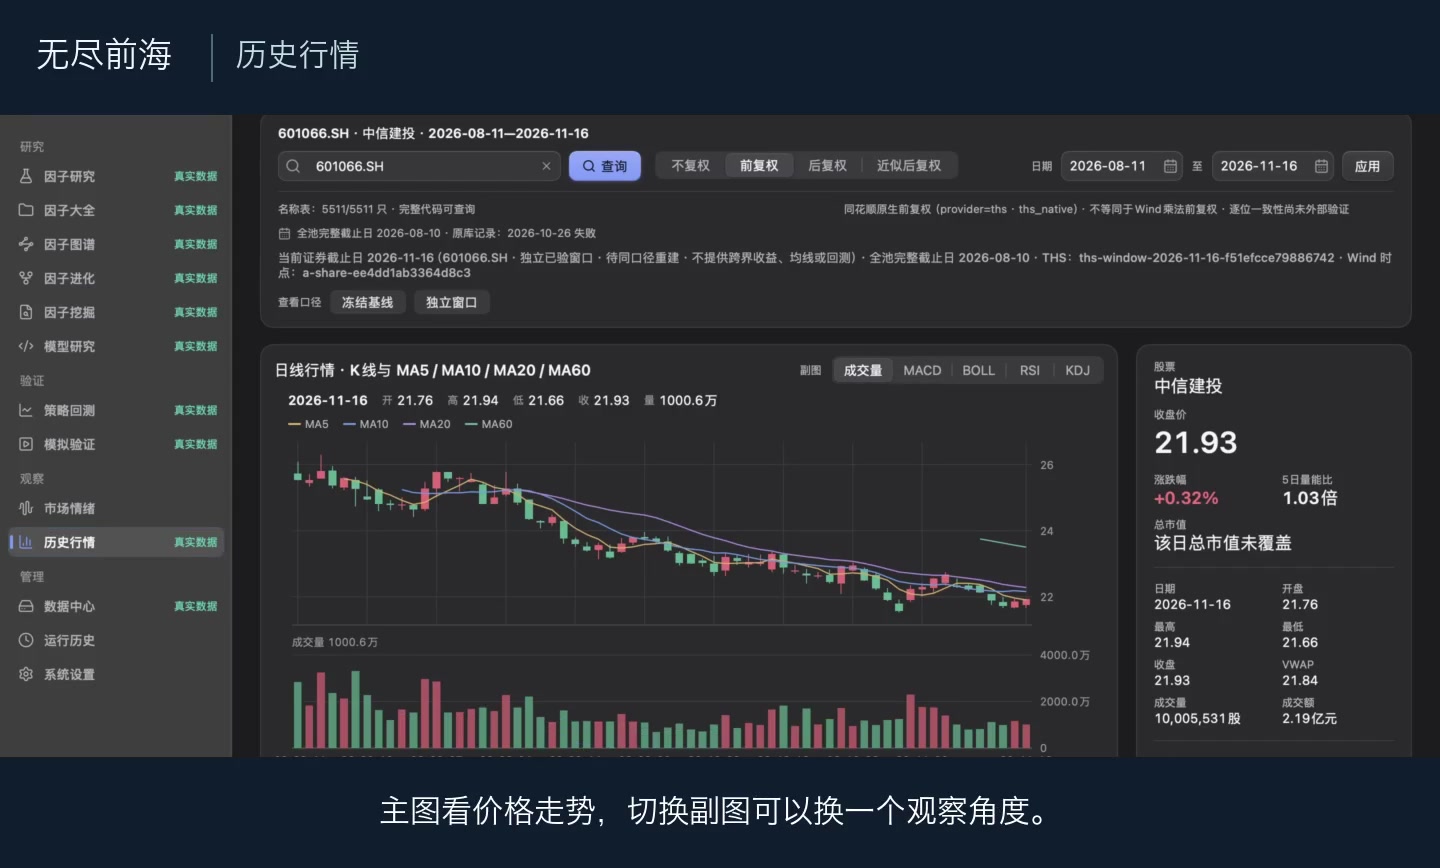 无尽前海
历史行情
研究
因子研究 真实数据
因子大全 真实数据
因子图谱 真实数据
因子进化 真实数据
因子挖掘 真实数据
模型研究 真实数据
验证
策略回测 真实数据
模拟验证 真实数据
观察
市场情绪
历史行情 真实数据
管理
数据中心 真实数据
运行历史
系统设置
601066.SH · 中信建投 · 2026-08-11—2026-11-16
601066.SH × 查询 不复权 前复权 后复权 近似后复权 日期 2026-08-11 至 2026-11-16 应用
名称表：5511/5511 只 · 完整代码可查询 同花顺原生前复权 (provider=ths · ths_native) · 不等同于Wind乘法前复权 · 逐位一致性尚未外部验证
全池完整截止日 2026-08-10 · 原库记录：2026-10-26 失败
当前证券截止日 2026-11-16 (601066.SH · 独立已验窗口 · 待同口径重建 · 不提供跨界收益、均线或回测) · 全池完整截止日 2026-08-10 · THS：ths-window-2026-11-16-f51efcce79886742 · Wind 时
点：a-share-ee4dd1ab3364d8c3
查看口径 冻结基线 独立窗口
日线行情 · K线与 MA5 / MA10 / MA20 / MA60 副图 成交量 MACD BOLL RSI KDJ
2026-11-16 开 21.76 高 21.94 低 21.66 收 21.93 量 1000.6万
MA5 MA10 MA20 MA60
26
24
22
成交量 1000.6万
4000.0万
2000.0万
0
股票
中信建投
收盘价
21.93
涨跌幅 5日量能比
+0.32% 1.03倍
总市值
该日总市值未覆盖
日期 开盘
2026-11-16 21.76
最高 最低
21.94 21.66
收盘 VWAP
21.93 21.84
成交量 成交额
10,005,531股 2.19亿元
主图看价格走势，切换副图可以换一个观察角度。